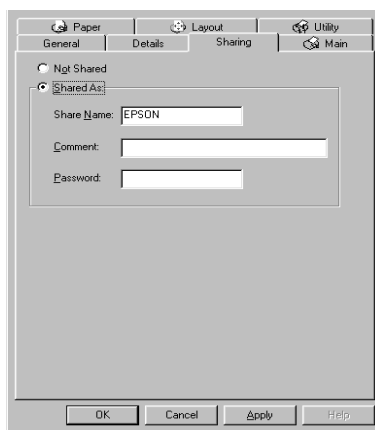 Paper Layout Utility
General Details Sharing Main
Not Shared
Shared As:
Share Name: EPSON
Comment:
Password:
OK Cancel Apply Help